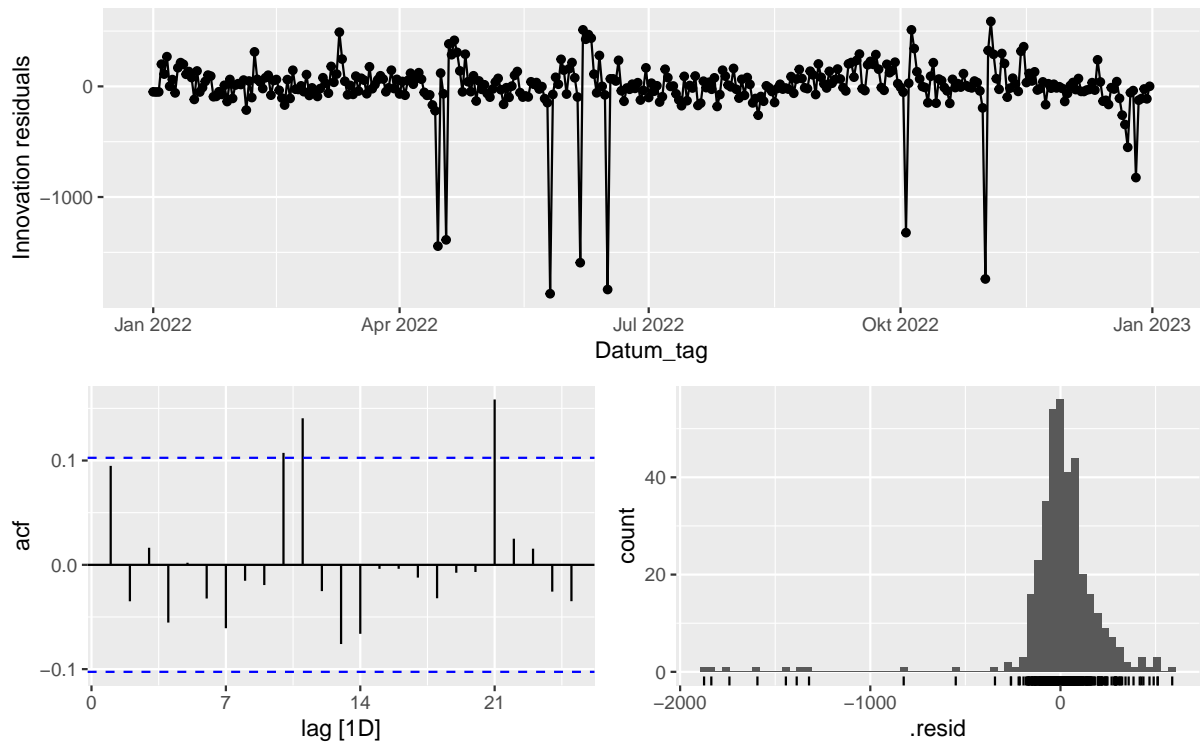 Innovation residuals
0
−1000
Jan 2022
Apr 2022
Jul 2022
Okt 2022
Jan 2023
Datum_tag
acf
0.1
0.0
−0.1
0
7
14
21
lag [1D]
count
40
20
0
−2000
−1000
0
.resid